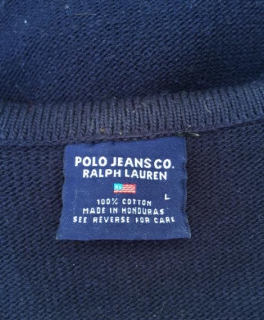 POLO JEANS CO.
RALPH LAUREN
L
100% COTTON
MADE IN HONDURAS
SEE REVERSE FOR CARE